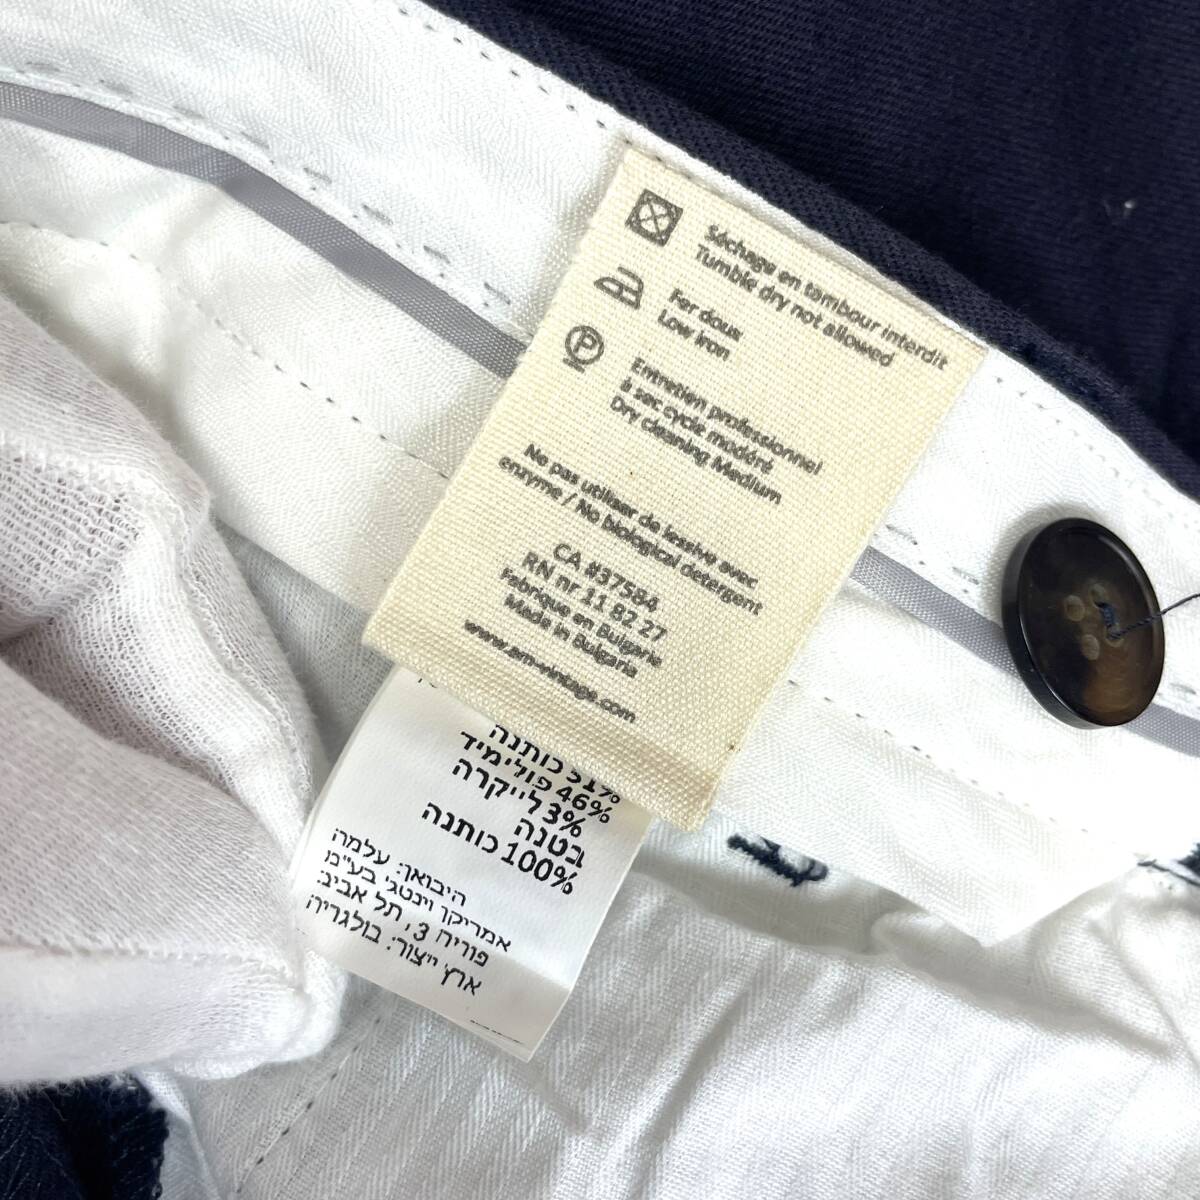 Séchage en tambour interdit
Tumble dry not allowed
Fer doux
Low iron
P
Entretien professionnel
à sec cycle modéré
Dry cleaning Medium
Ne pas utiliser de lessive avec
enzyme / No biological detergent
CA #37584
RN nr 11 82 27
Fabriqué en Bulgarie
Made in Bulgaria
www.am-vintage.com
51% כותנה
46% פולימיד
3% לייקרה
בטנה
100% כותנה
היבואן: עלמה
אמריקן וינטג' בע"מ
פוריה 3, תל אביב
ארץ ייצור: בולגריה